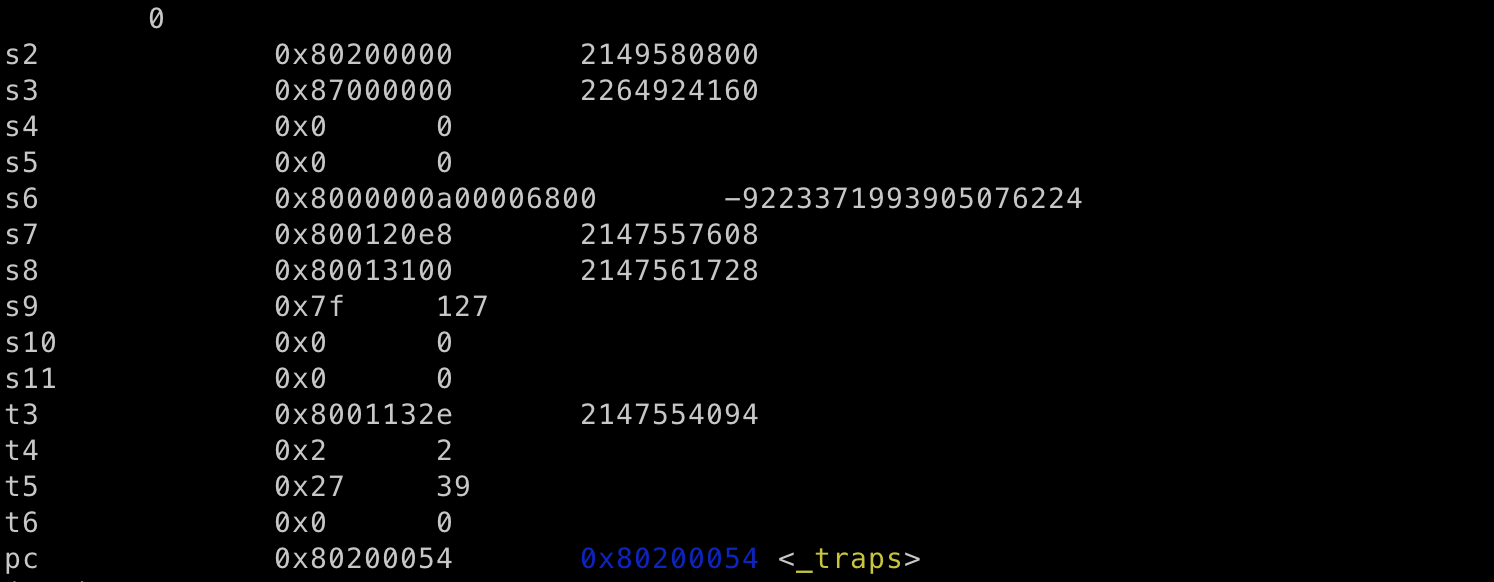 0
s2 0x80200000 2149580800
s3 0x87000000 2264924160
s4 0x0 0
s5 0x0 0
s6 0x8000000a00006800 -9223371993905076224
s7 0x800120e8 2147557608
s8 0x80013100 2147561728
s9 0x7f 127
s10 0x0 0
s11 0x0 0
t3 0x8001132e 2147554094
t4 0x2 2
t5 0x27 39
t6 0x0 0
pc 0x80200054 0x80200054 <_traps>